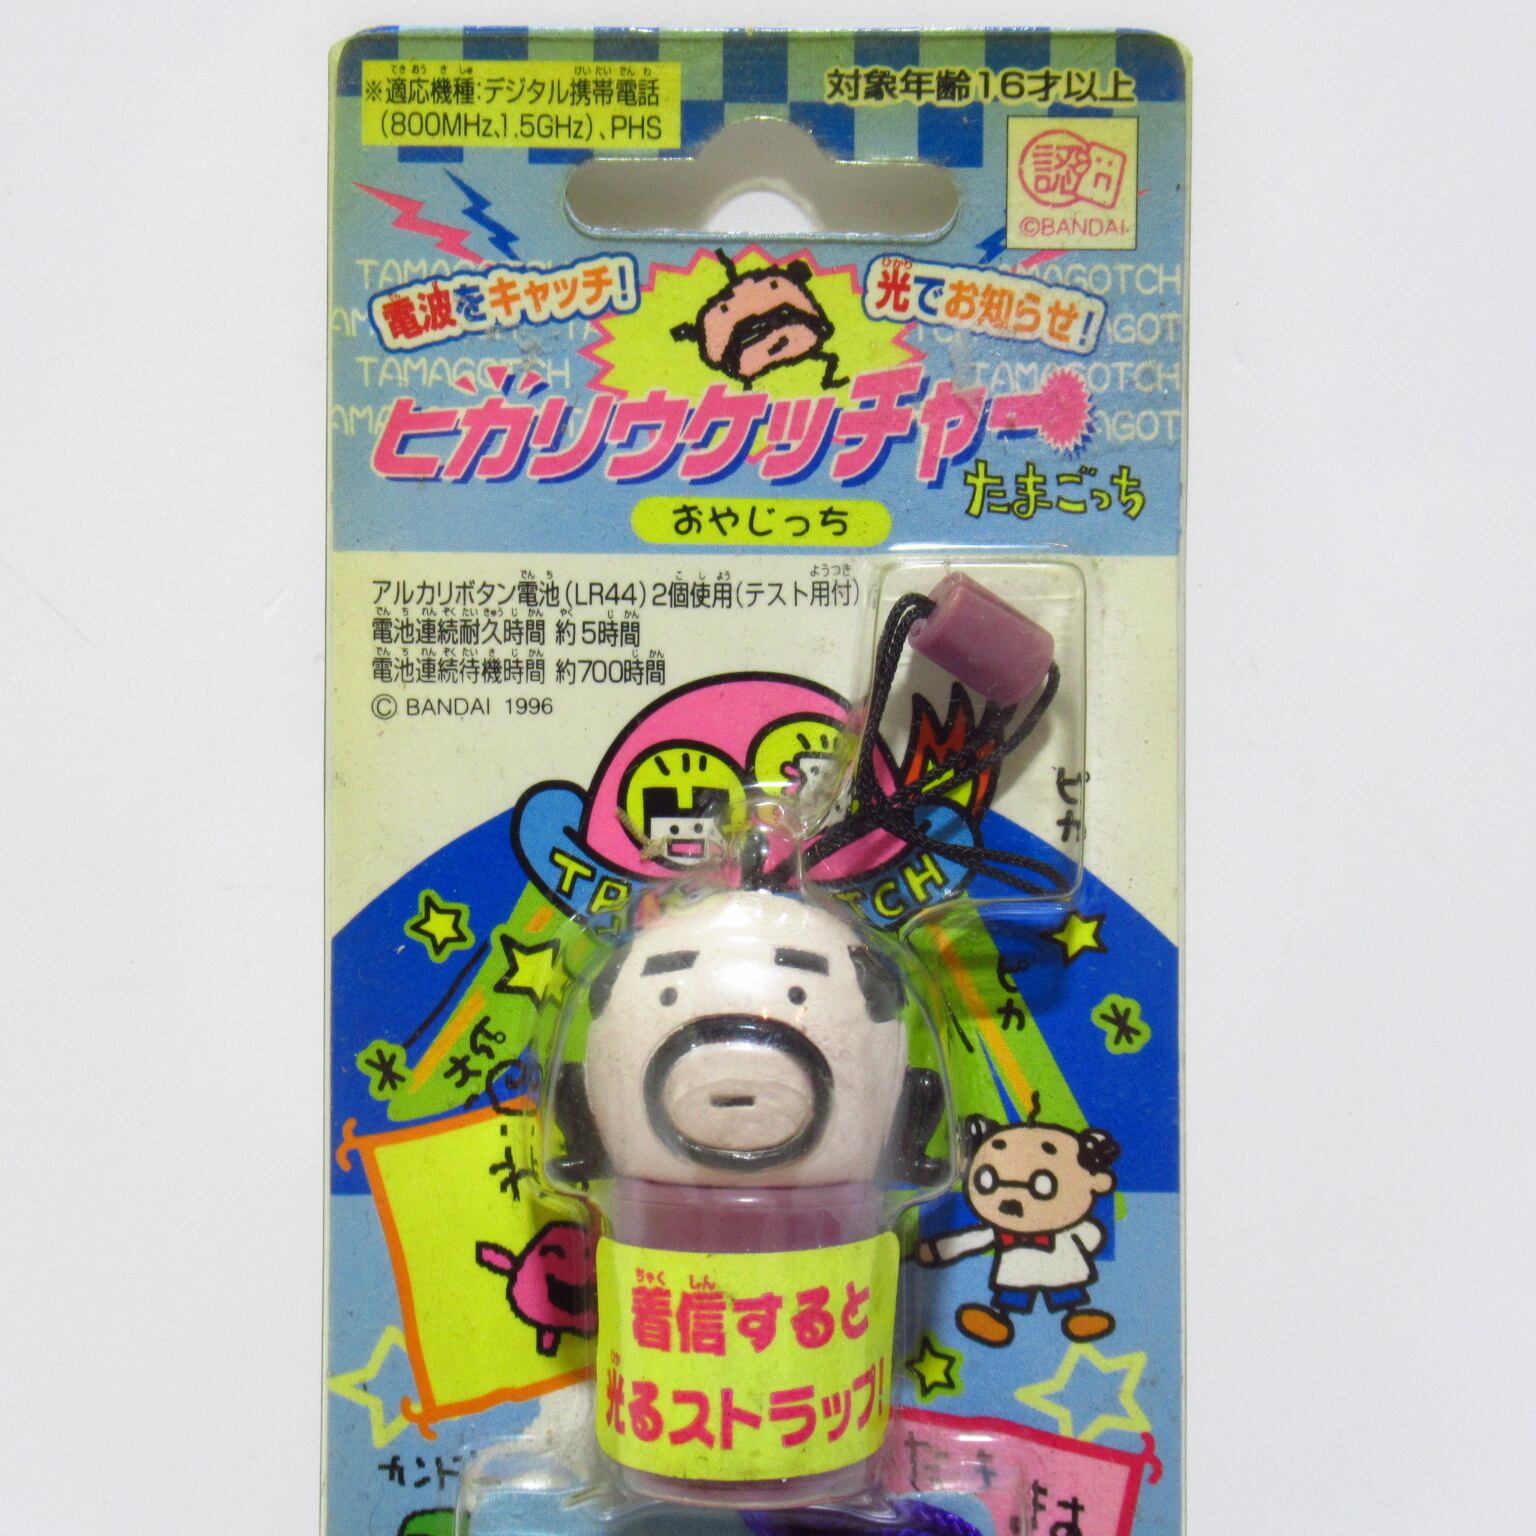 ※適応機種:デジタル携帯電話
(800MHz、1.5GHz)、PHS
対象年齢16才以上
認
©BANDAI
電波をキャッチ!
光でお知らせ!
TAMAGOTCH
ヒカリウケッチャー
たまごっち
おやじっち
アルカリボタン電池(LR44)2個使用(テスト用付)
電池連続耐久時間 約5時間
電池連続待機時間 約700時間
© BANDAI 1996
ピカ
ピカ
着信すると
光るストラップ!